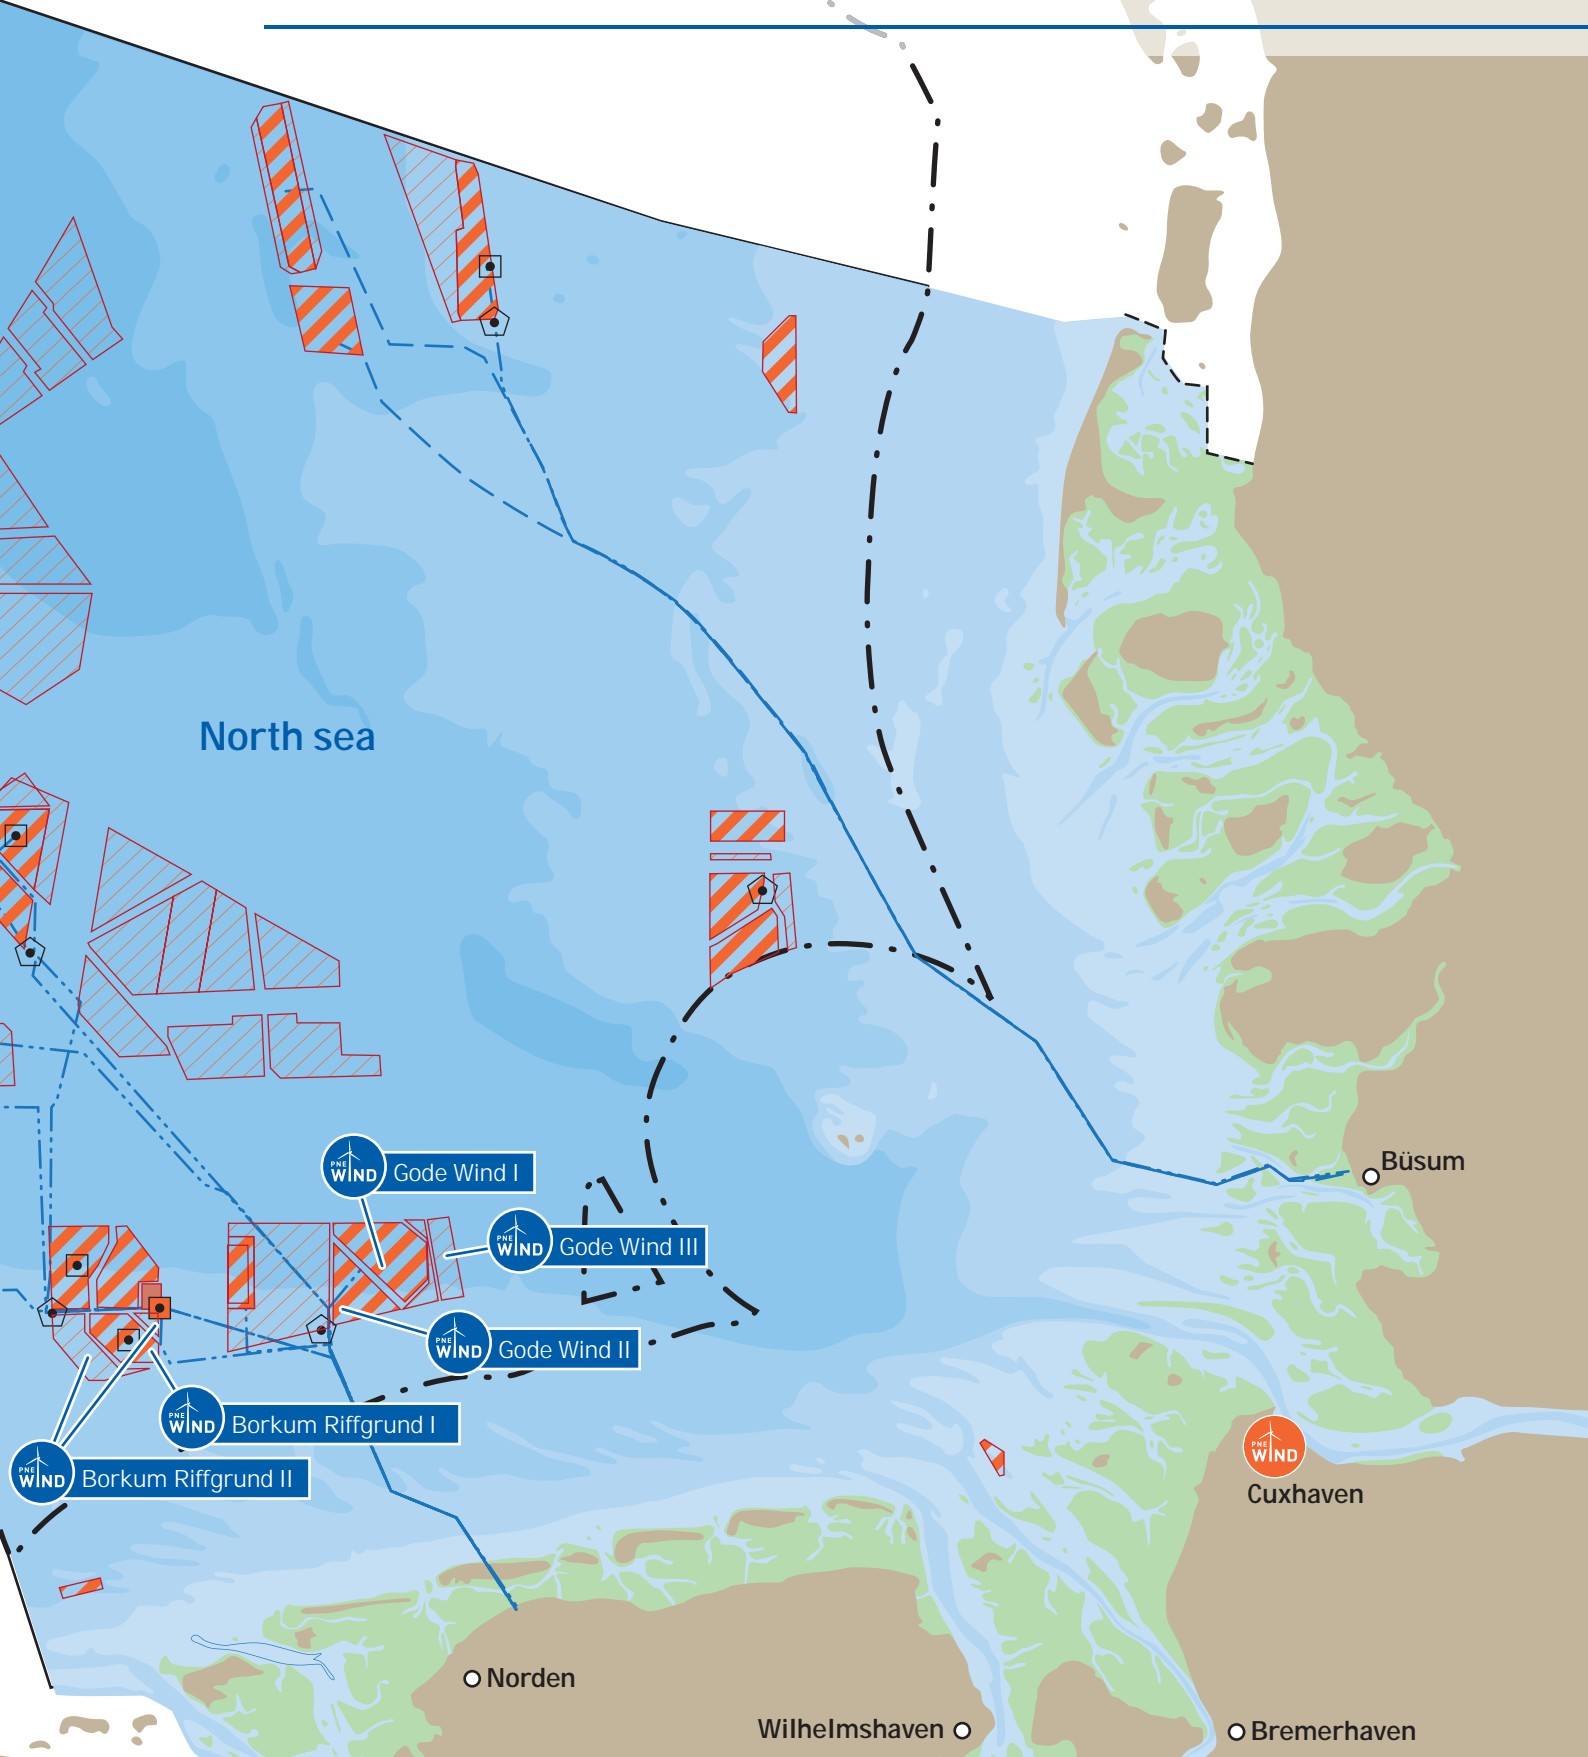 North sea
PNE
WIND
Gode Wind I
PNE
WIND
Gode Wind III
PNE
WIND
Gode Wind II
PNE
WIND
Borkum Riffgrund I
PNE
WIND
Borkum Riffgrund II
Büsum
PNE
WIND
Cuxhaven
Norden
Wilhelmshaven
Bremerhaven